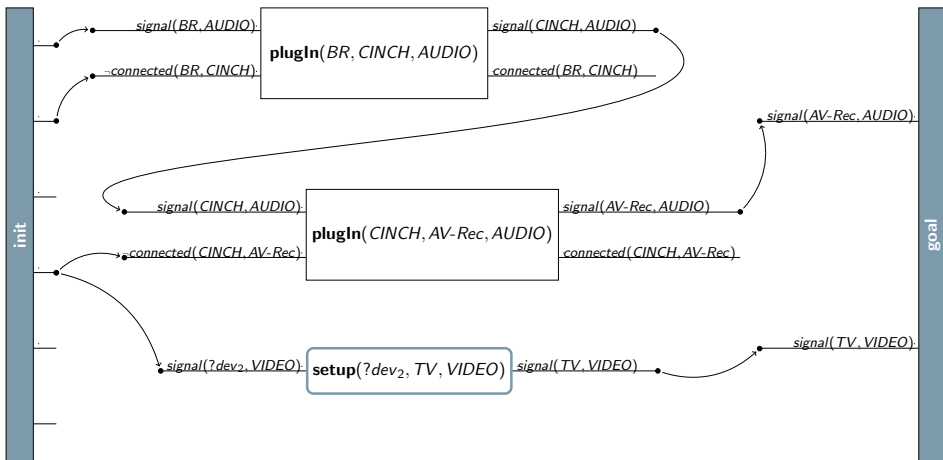 signal(BR, AUDIO)
¬connected(BR, CINCH)
plugIn(BR, CINCH, AUDIO)
signal(CINCH, AUDIO)
connected(BR, CINCH)
signal(AV-Rec, AUDIO)
init
signal(CINCH, AUDIO)
¬connected(CINCH, AV-Rec)
plugIn(CINCH, AV-Rec, AUDIO)
signal(AV-Rec, AUDIO)
connected(CINCH, AV-Rec)
goal
signal(?dev₂, VIDEO)
setup(?dev₂, TV, VIDEO)
signal(TV, VIDEO)
signal(TV, VIDEO)